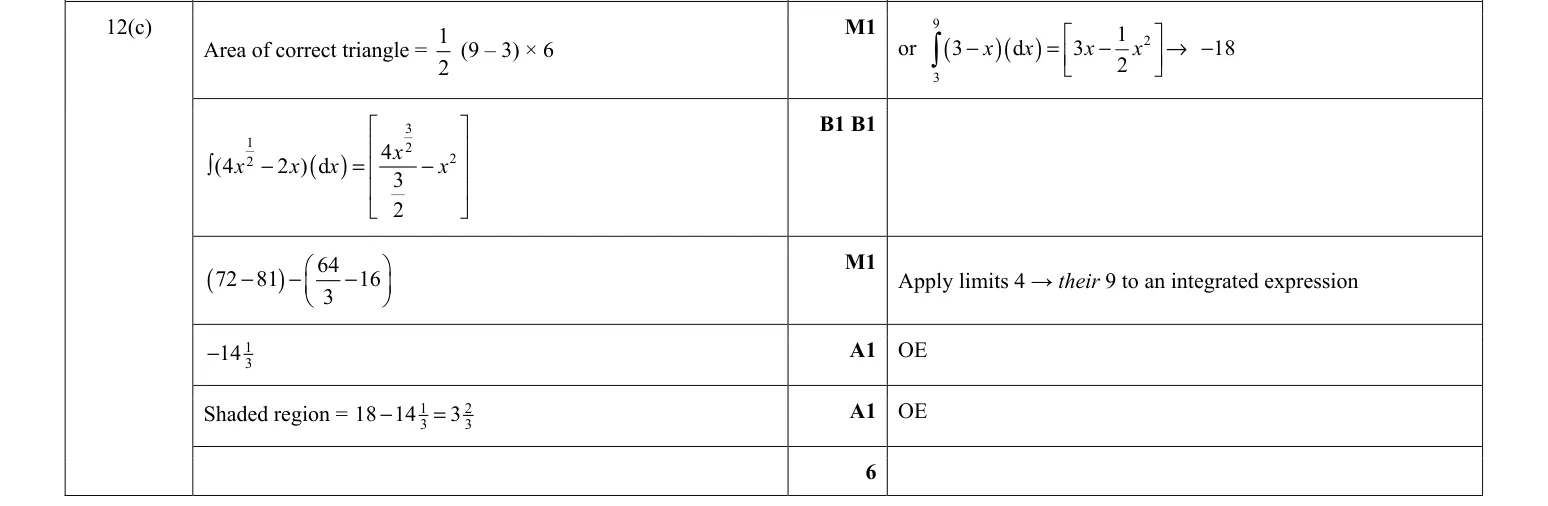 12(c) Area of correct triangle = 1/2 (9 – 3) × 6 M1 or ∫₃⁹ (3 − x)(dx) = [3x − 1/2 x²] → −18
∫(4x^(1/2) − 2x)(dx) = [4x^(3/2) / (3/2) − x²] B1 B1
(72 − 81) − (64/3 − 16) M1 Apply limits 4 → their 9 to an integrated expression
−14 1/3 A1 OE
Shaded region = 18 − 14 1/3 = 3 2/3 A1 OE
6